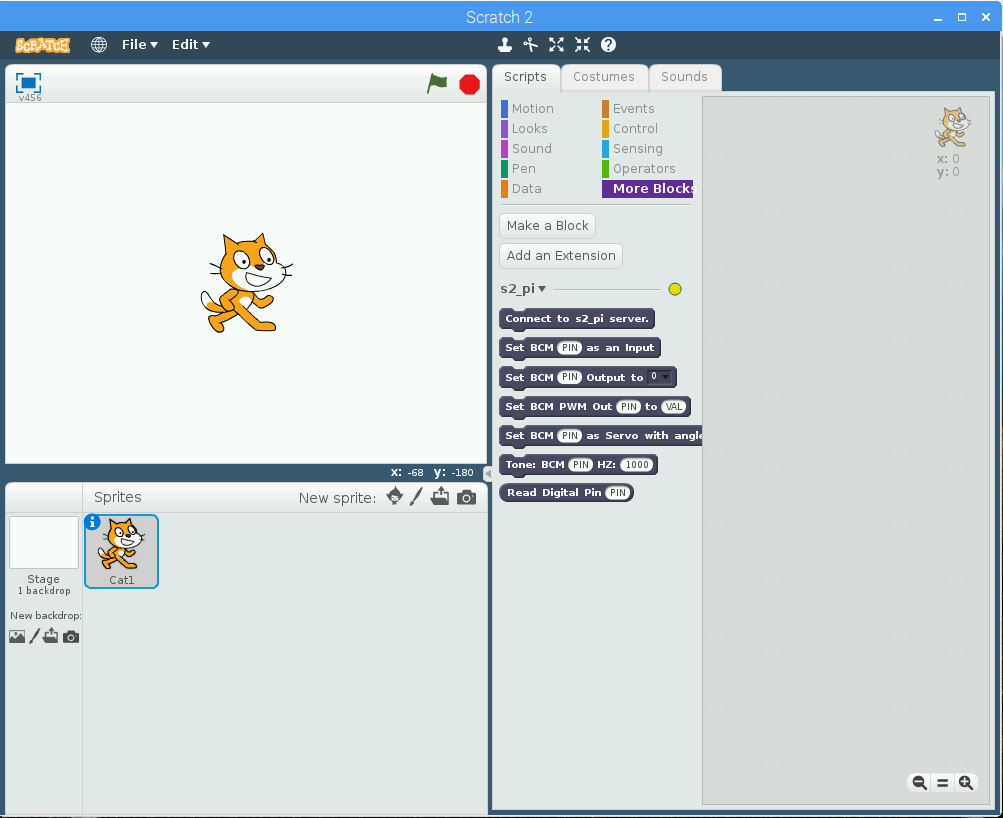 Scratch 2
SCRATCH File Edit
v456
Scripts Costumes Sounds
Motion Events
Looks Control
Sound Sensing
Pen Operators
Data More Blocks
x: 0
y: 0
Make a Block
Add an Extension
s2_pi
Connect to s2_pi server.
Set BCM PIN as an Input
Set BCM PIN Output to 0
Set BCM PWM Out PIN to VAL
Set BCM PIN as Servo with angle
Tone: BCM PIN HZ: 1000
Read Digital Pin PIN
x: -68 y: -180
Sprites New sprite:
Stage
1 backdrop
New backdrop:
Cat1